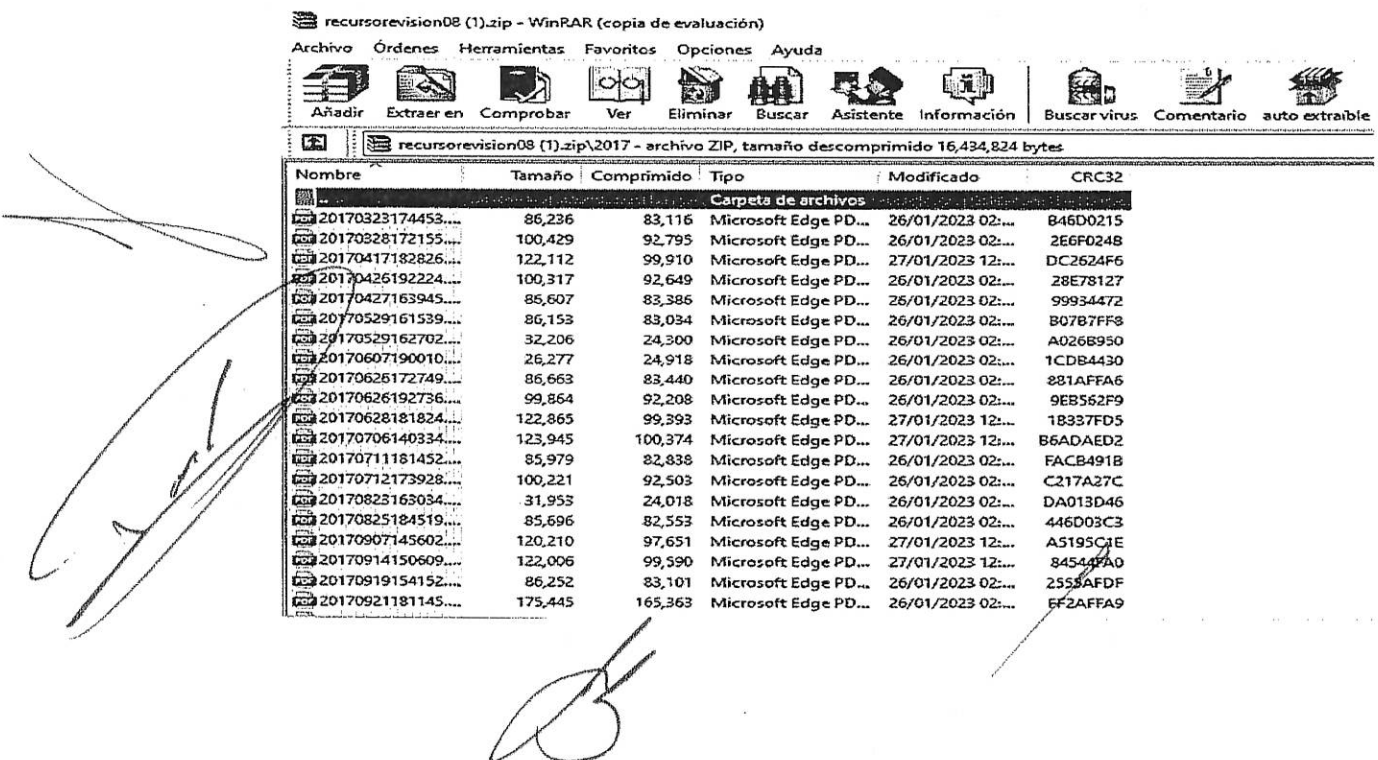 recursorevision08 (1).zip - WinRAR (copia de evaluación)
Archivo Órdenes Herramientas Favoritos Opciones Ayuda
Añadir Extraer en Comprobar Ver Eliminar Buscar Asistente Información Buscar virus Comentario auto extraíble
recursorevision08 (1).zip\2017 - archivo ZIP, tamaño descomprimido 16,434,824 bytes
Nombre Tamaño Comprimido Tipo Modificado CRC32
.. Carpeta de archivos
20170323174453.... 86,236 83,116 Microsoft Edge PD... 26/01/2023 02:... B46D0215
20170328172155.... 100,429 92,795 Microsoft Edge PD... 26/01/2023 02:... 2E6F024B
20170417182826.... 122,112 99,910 Microsoft Edge PD... 27/01/2023 12:... DC2624F6
20170426192224.... 100,317 92,649 Microsoft Edge PD... 26/01/2023 02:... 28E78127
20170427163945.... 86,607 83,386 Microsoft Edge PD... 26/01/2023 02:... 99934472
20170529161539.... 86,153 83,034 Microsoft Edge PD... 26/01/2023 02:... B07B7FF8
20170529162702.... 32,206 24,300 Microsoft Edge PD... 26/01/2023 02:... A026B950
20170607190010.... 26,277 24,918 Microsoft Edge PD... 26/01/2023 02:... 1CDB4430
20170626172749.... 86,663 83,440 Microsoft Edge PD... 26/01/2023 02:... 881AFFA6
20170626192736.... 99,864 92,208 Microsoft Edge PD... 26/01/2023 02:... 9EB562F9
20170628181824.... 122,865 99,393 Microsoft Edge PD... 27/01/2023 12:... 18337FD5
20170706140334.... 123,945 100,374 Microsoft Edge PD... 27/01/2023 12:... B6ADAED2
20170711181452.... 85,979 82,838 Microsoft Edge PD... 26/01/2023 02:... FACB491B
20170712173928.... 100,221 92,503 Microsoft Edge PD... 26/01/2023 02:... C217A27C
20170823163034.... 31,953 24,018 Microsoft Edge PD... 26/01/2023 02:... DA013D46
20170825184519.... 85,696 82,553 Microsoft Edge PD... 26/01/2023 02:... 446D03C3
20170907145602.... 120,210 97,651 Microsoft Edge PD... 27/01/2023 12:... A5195C1E
20170914150609.... 122,006 99,590 Microsoft Edge PD... 27/01/2023 12:... 84544FA0
20170919154152.... 86,252 83,101 Microsoft Edge PD... 26/01/2023 02:... 2555AFDF
20170921181145.... 175,445 165,363 Microsoft Edge PD... 26/01/2023 02:... EF2AFFA9